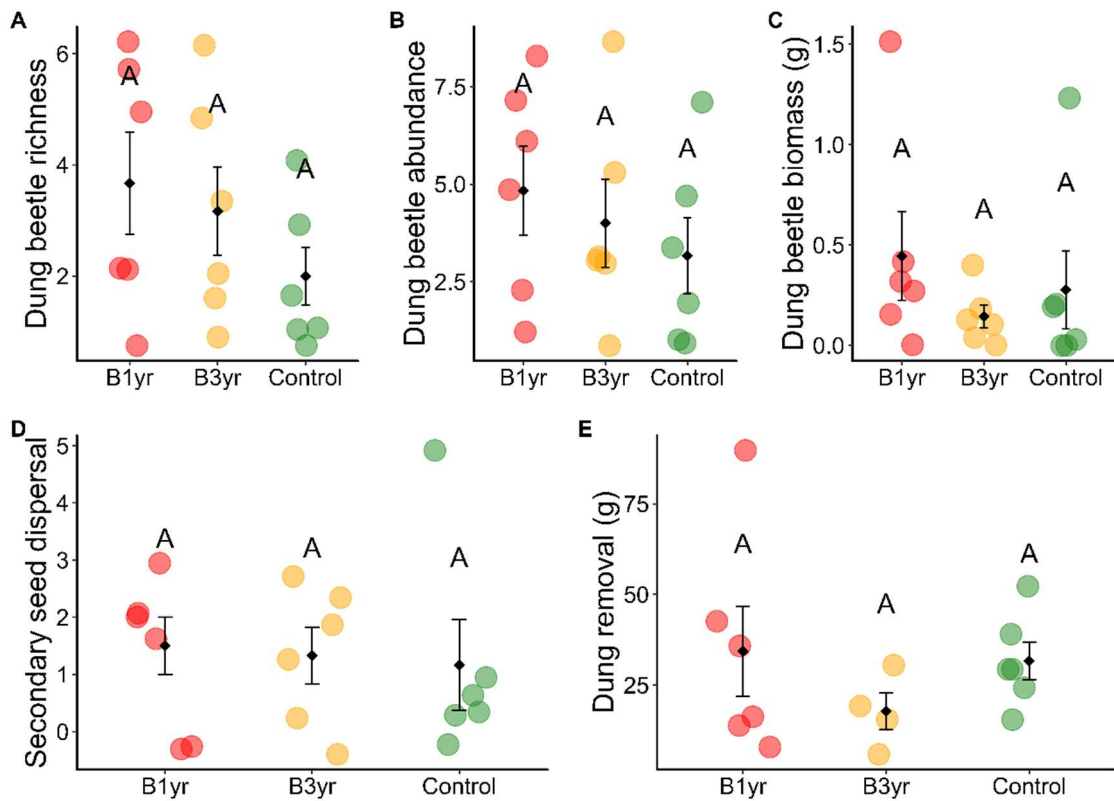 A
Dung beetle richness
6
4
2
A
A
A
B1yr B3yr Control
B
Dung beetle abundance
7.5
5.0
2.5
A
A
A
B1yr B3yr Control
C
Dung beetle biomass (g)
1.5
1.0
0.5
0.0
A
A
A
B1yr B3yr Control
D
Secondary seed dispersal
5
4
3
2
1
0
A
A
A
B1yr B3yr Control
E
Dung removal (g)
75
50
25
A
A
A
B1yr B3yr Control